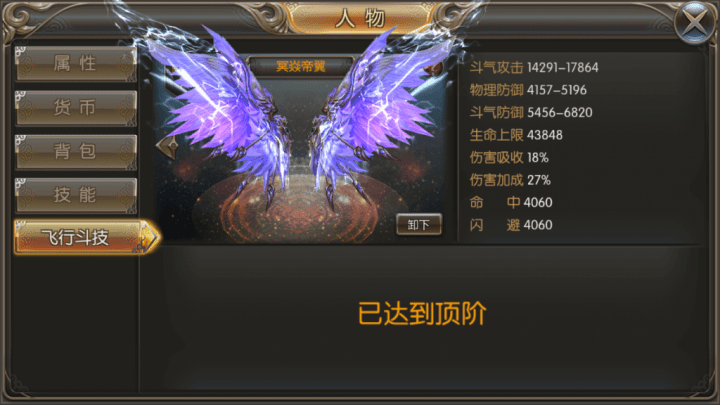 人物
属性
货币
背包
技能
飞行斗技
冥焱帝翼
卸下
斗气攻击 14291-17864
物理防御 4157-5196
斗气防御 5456-6820
生命上限 43848
伤害吸收 18%
伤害加成 27%
命中 4060
闪避 4060
已达到顶阶